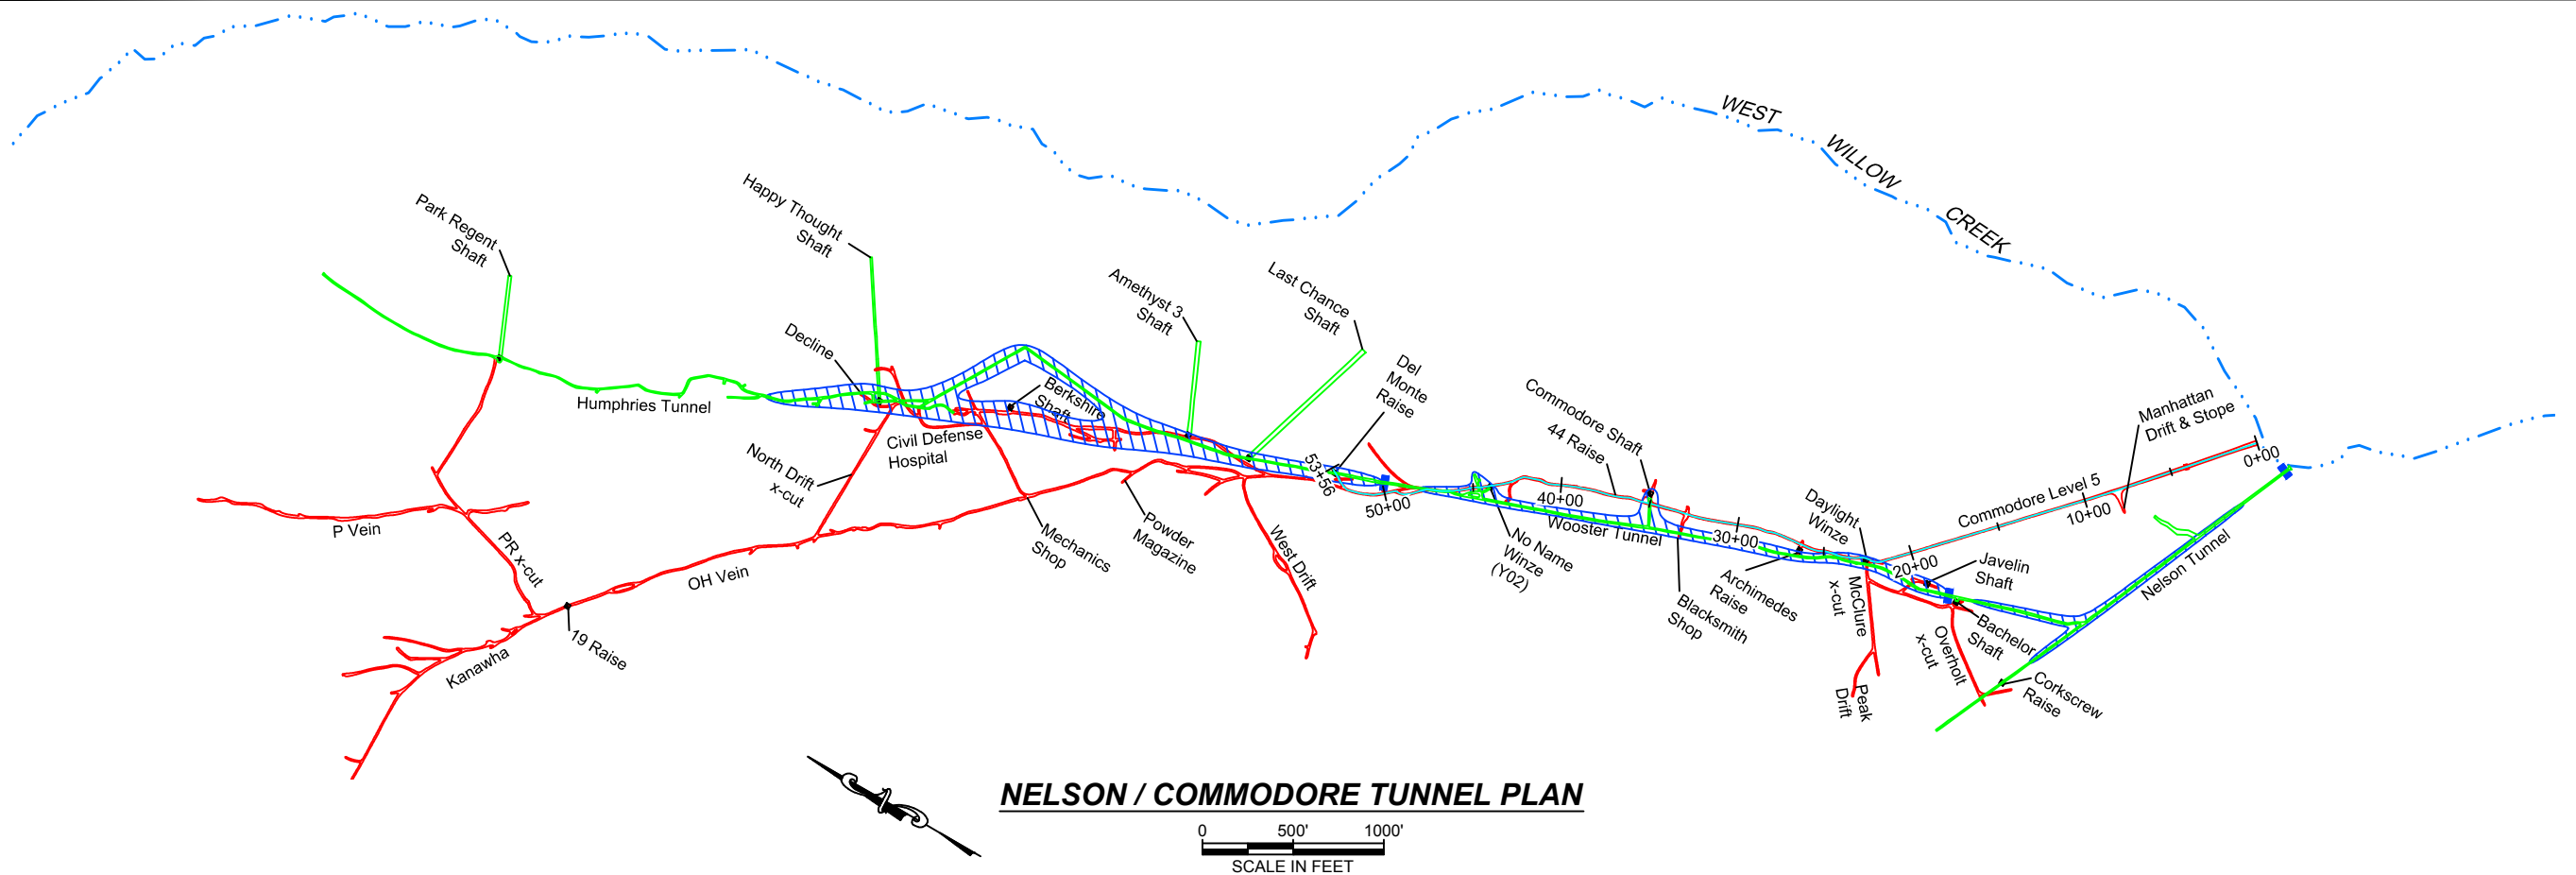 WEST
WILLOW
CREEK
Park Regent
Shaft
Happy Thought
Shaft
Amethyst 3
Shaft
Last Chance
Shaft
Decline
Del
Monte
Raise
Commodore Shaft
44 Raise
Manhattan
Drift & Stope
0+00
Humphries Tunnel
Berkshire
Shaft
Civil Defense
Hospital
North Drift
x-cut
53+56
50+00
40+00
Wooster Tunnel
30+00
Daylight
Winze
Commodore Level 5
10+00
20+00
Javelin
Shaft
Nelson Tunnel
P Vein
PR x-cut
OH Vein
Mechanics
Shop
Powder
Magazine
West Drift
No Name
Winze
(Y02)
Archimedes
Raise
Blacksmith
Shop
McClure
x-cut
Peak
Drift
Overholt
x-cut
Bachelor
Shaft
Corkscrew
Raise
19 Raise
Kanawha
NELSON / COMMODORE TUNNEL PLAN
0 500' 1000'
SCALE IN FEET